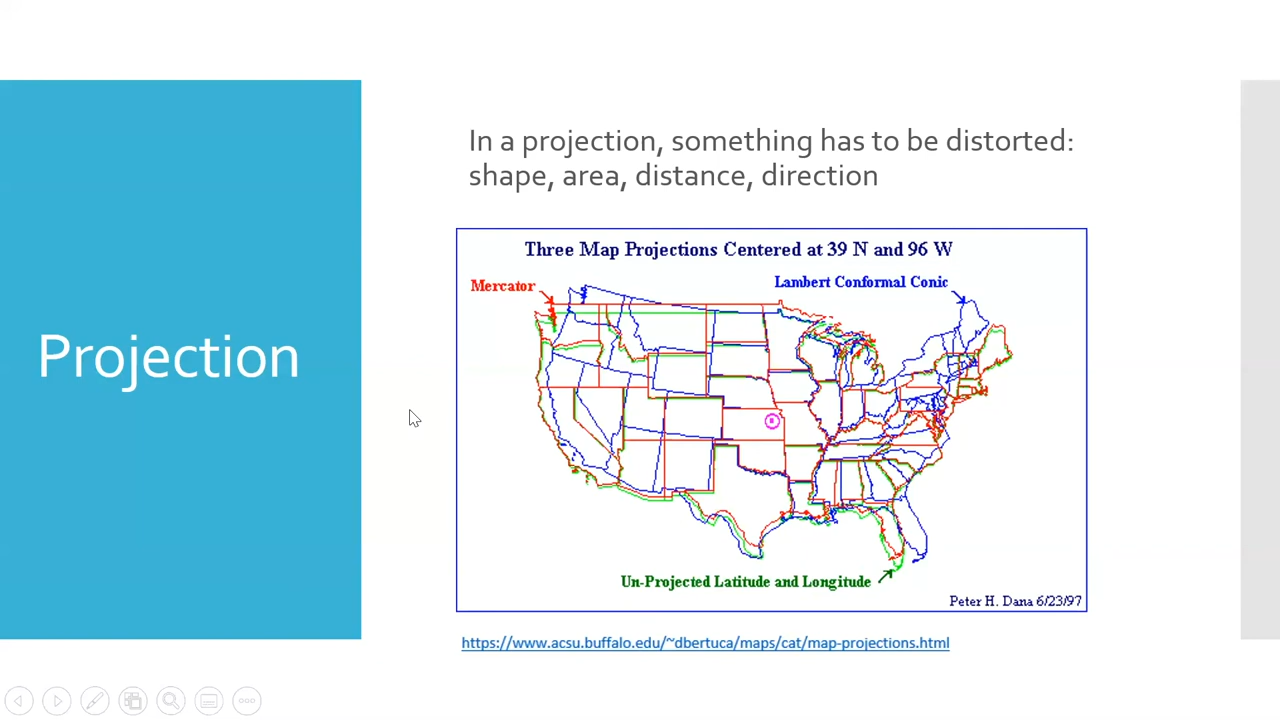 Projection
In a projection, something has to be distorted:
shape, area, distance, direction
Three Map Projections Centered at 39 N and 96 W
Mercator
Lambert Conformal Conic
Un-Projected Latitude and Longitude
Peter H. Dana 6/23/97
https://www.acsu.buffalo.edu/~dbertuca/maps/cat/map-projections.html